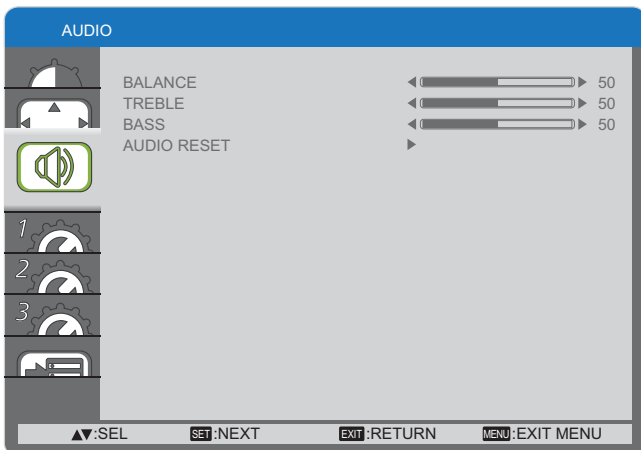 AUDIO
BALANCE 50
TREBLE 50
BASS 50
AUDIO RESET
1
2
3
▲▼:SEL SET:NEXT EXIT:RETURN MENU:EXIT MENU